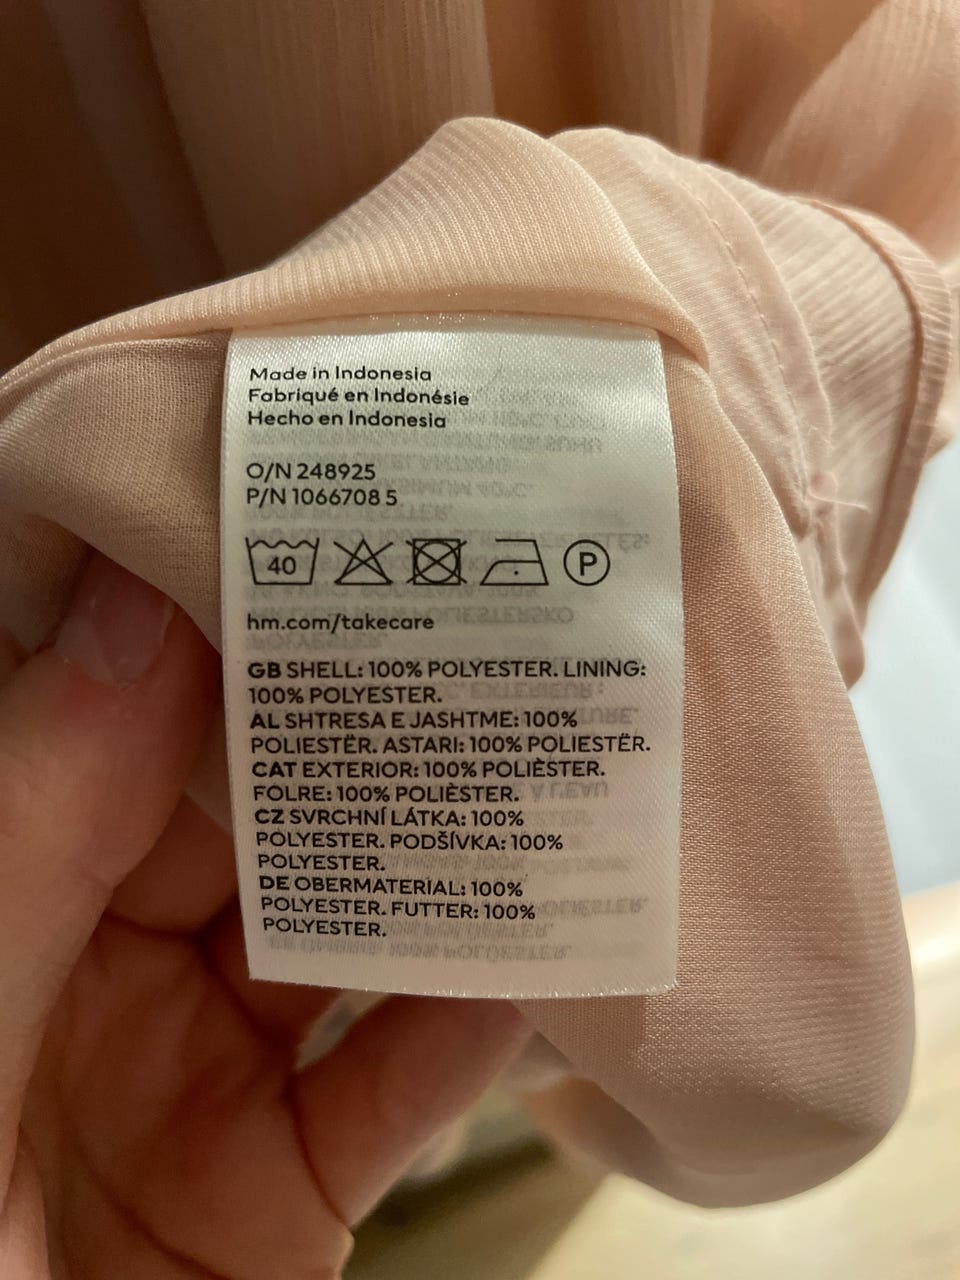 Made in Indonesia
Fabriqué en Indonésie
Hecho en Indonesia
O/N 248925
P/N 1066708 5
40
P
hm.com/takecare
GB SHELL: 100% POLYESTER. LINING:
100% POLYESTER.
AL SHTRESA E JASHTME: 100%
POLIESTËR. ASTARI: 100% POLIESTËR.
CAT EXTERIOR: 100% POLIÈSTER.
FOLRE: 100% POLIÈSTER.
CZ SVRCHNÍ LÁTKA: 100%
POLYESTER. PODŠÍVKA: 100%
POLYESTER.
DE OBERMATERIAL: 100%
POLYESTER. FUTTER: 100%
POLYESTER.